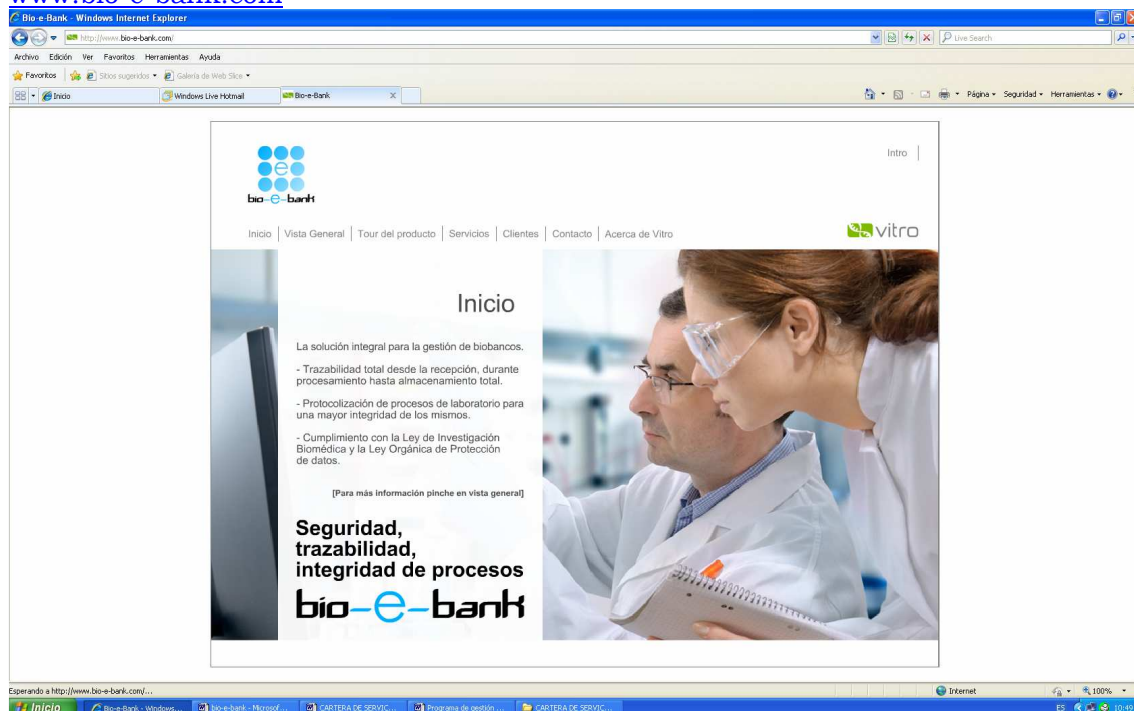 www.bio-e-bank.com
Bio-e-Bank - Windows Internet Explorer
http://www.bio-e-bank.com/
Live Search
Archivo Edición Ver Favoritos Herramientas Ayuda
Favoritos Sitios sugeridos Galería de Web Slice
Inicio Windows Live Hotmail Bio-e-Bank Página Seguridad Herramientas
e
bio-e-bank
Intro
Inicio Vista General Tour del producto Servicios Clientes Contacto Acerca de Vitro
vitro
Inicio
La solución integral para la gestión de biobancos.
- Trazabilidad total desde la recepción, durante
procesamiento hasta almacenamiento total.
- Protocolización de procesos de laboratorio para
una mayor integridad de los mismos.
- Cumplimiento con la Ley de Investigación
Biomédica y la Ley Orgánica de Protección
de datos.
[Para más información pinche en vista general]
Seguridad,
trazabilidad,
integridad de procesos
bio-e-bank
Esperando a http://www.bio-e-bank.com/...
Internet 100%
Inicio Bio-e-Bank - Windows... bio-e-bank - Microsof... CARTERA DE SERVIC... Programa de gestión ... CARTERA DE SERVIC... ES 10:49